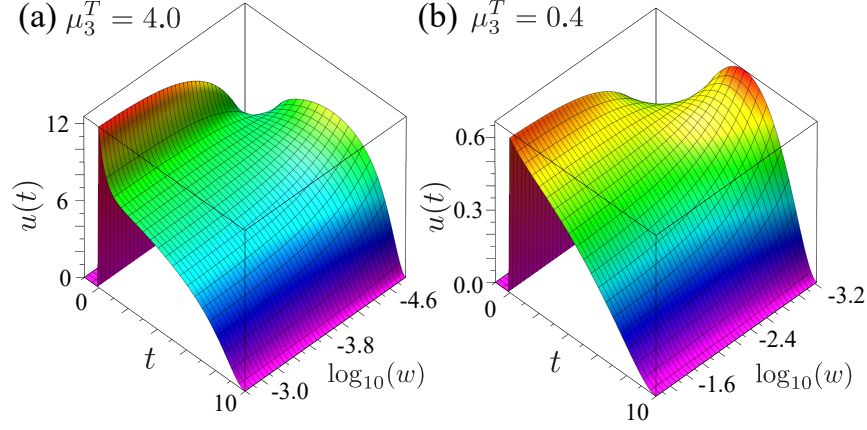 (a) μ_3^T = 4.0
12
6
0
u(t)
0
t
10
-3.0
-3.8
-4.6
log_10(w)
(b) μ_3^T = 0.4
0.6
0.3
0.0
u(t)
0
t
10
-1.6
-2.4
-3.2
log_10(w)